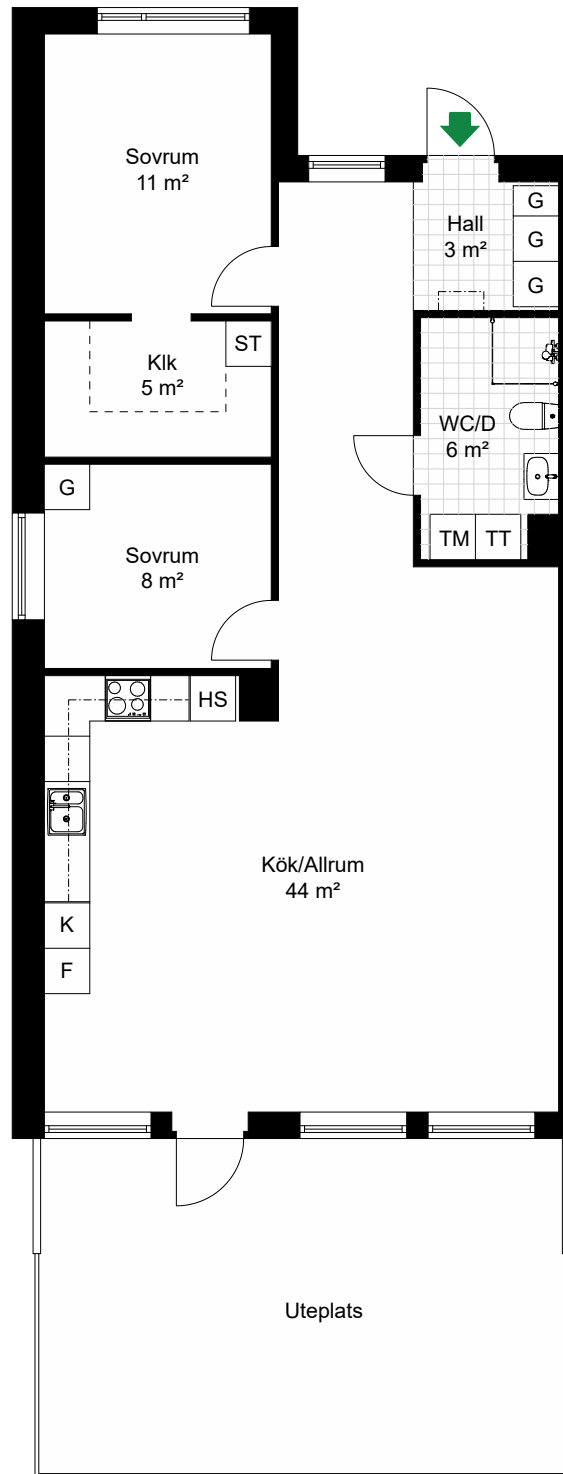 Sovrum
11 m²
Hall
3 m²
G
G
G
Klk
5 m²
ST
WC/D
6 m²
G
Sovrum
8 m²
TM
TT
HS
Kök/Allrum
44 m²
K
F
Uteplats